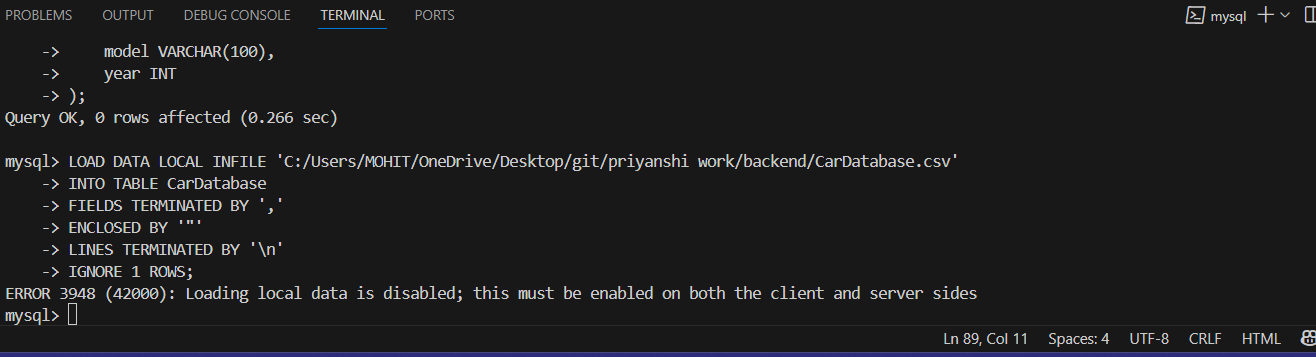 PROBLEMS OUTPUT DEBUG CONSOLE TERMINAL PORTS mysql
-> model VARCHAR(100),
-> year INT
-> );
Query OK, 0 rows affected (0.266 sec)
mysql> LOAD DATA LOCAL INFILE 'C:/Users/MOHIT/OneDrive/Desktop/git/priyanshi work/backend/CarDatabase.csv'
-> INTO TABLE CarDatabase
-> FIELDS TERMINATED BY ','
-> ENCLOSED BY '"'
-> LINES TERMINATED BY '\n'
-> IGNORE 1 ROWS;
ERROR 3948 (42000): Loading local data is disabled; this must be enabled on both the client and server sides
mysql>
Ln 89, Col 11 Spaces: 4 UTF-8 CRLF HTML